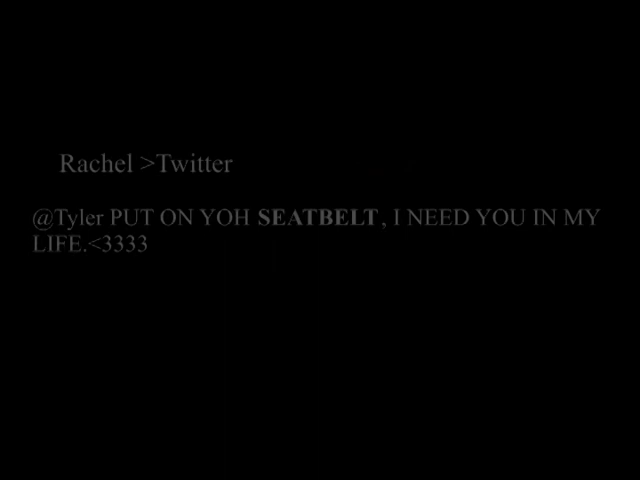 Rachel >Twitter
@Tyler PUT ON YOH SEATBELT, I NEED YOU IN MY
LIFE.<3333